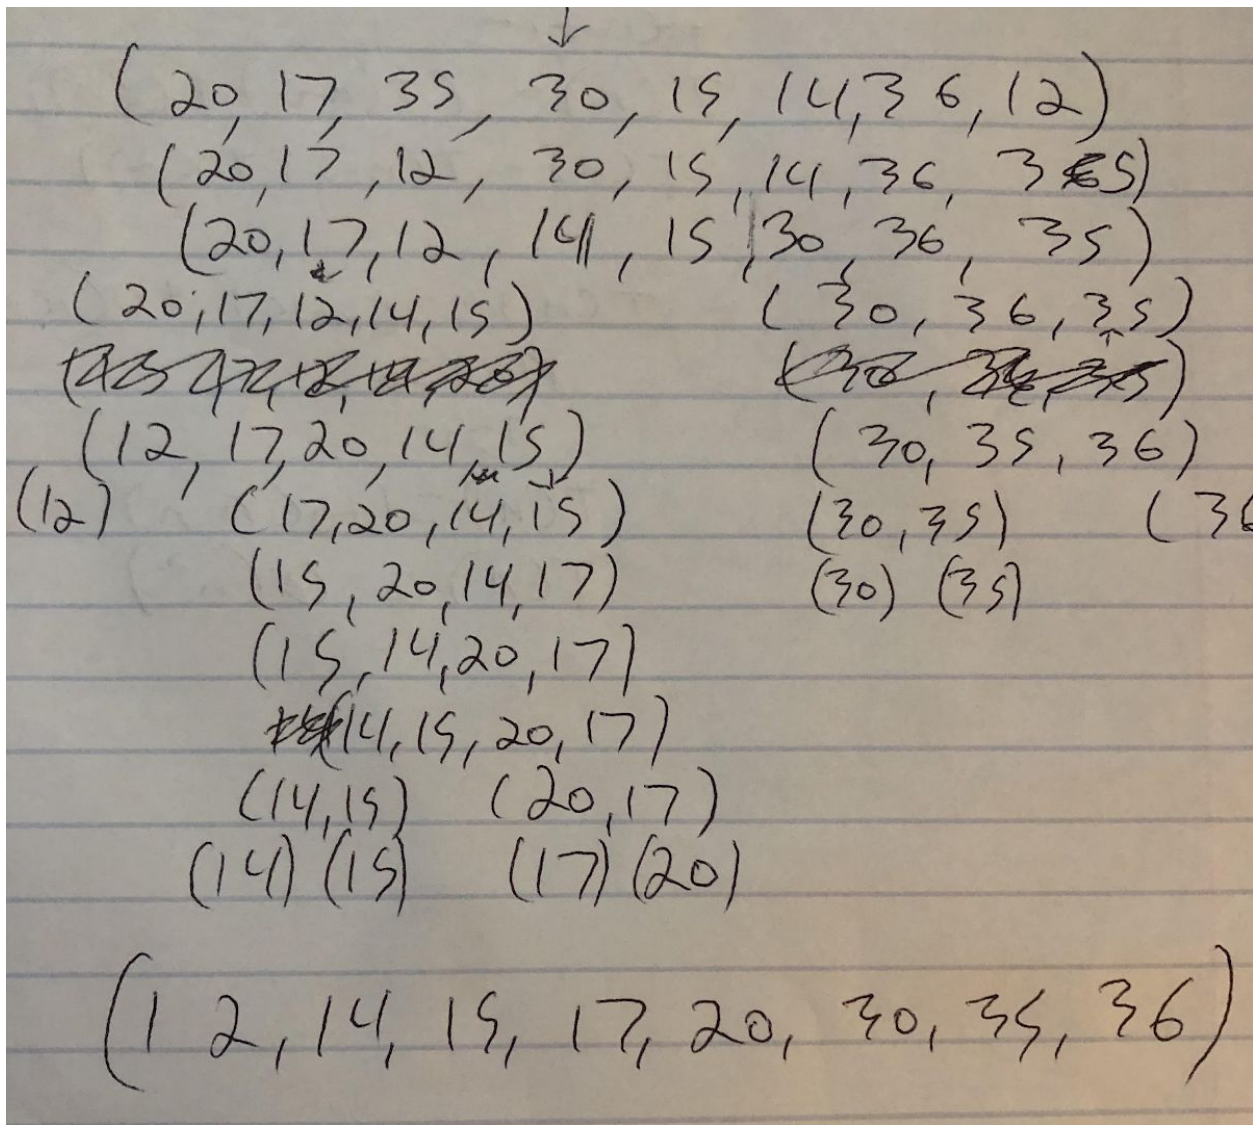 (20, 17, 35, 30, 15, 14, 36, 12)
(20, 17, 12, 30, 15, 14, 36, 35)
(20, 17, 12, 14, 15, 30, 36, 35)
(20, 17, 12, 14, 15) (30, 36, 35)
(12, 17, 20, 14, 15) (30, 35, 36)
(12) (17, 20, 14, 15) (30, 35) (36
(15, 20, 14, 17) (30) (35)
(15, 14, 20, 17)
(14, 15, 20, 17)
(14, 15) (20, 17)
(14) (15) (17) (20)
(12, 14, 15, 17, 20, 30, 35, 36)